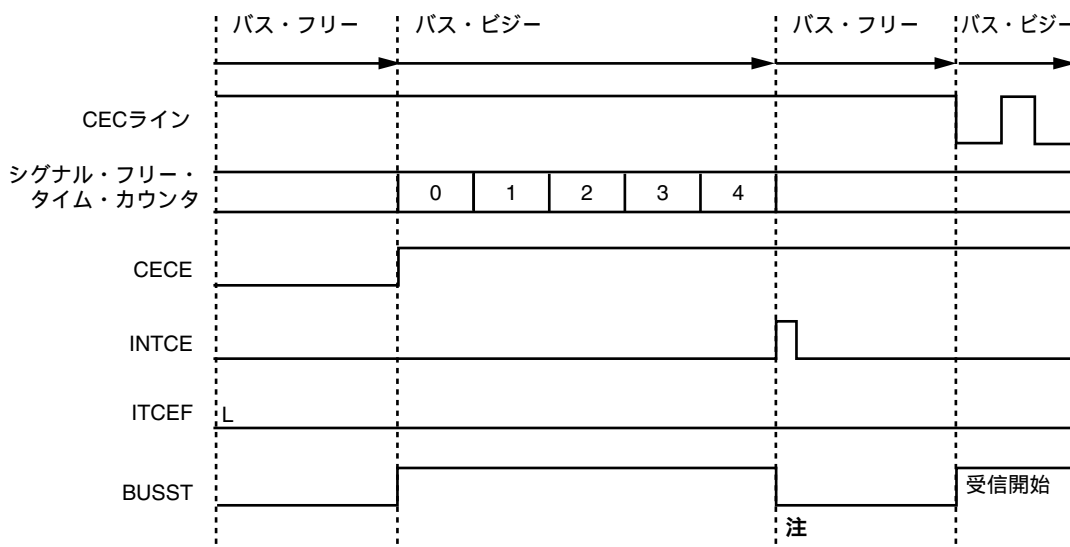 バス・フリー バス・ビジー バス・フリー バス・ビジー
CECライン
シグナル・フリー・
タイム・カウンタ
0 1 2 3 4
CECE
INTCE
ITCEF L
BUSST 受信開始
注